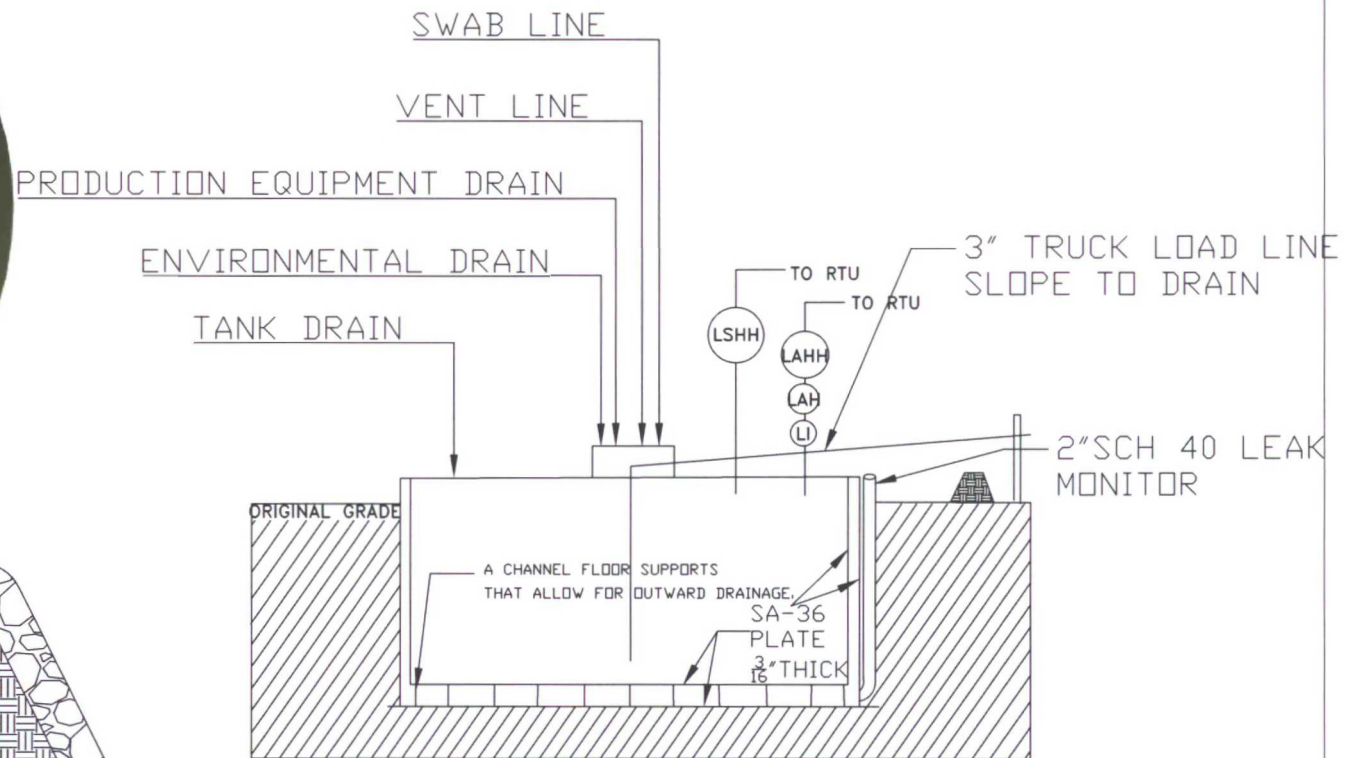 SWAB LINE
VENT LINE
PRODUCTION EQUIPMENT DRAIN
ENVIRONMENTAL DRAIN
TANK DRAIN
TO RTU
TO RTU
3" TRUCK LOAD LINE
SLOPE TO DRAIN
LSHH
LAHH
LAH
LI
2"SCH 40 LEAK
MONITOR
ORIGINAL GRADE
A CHANNEL FLOOR SUPPORTS
THAT ALLOW FOR OUTWARD DRAINAGE.
SA-36
PLATE
3/16"THICK